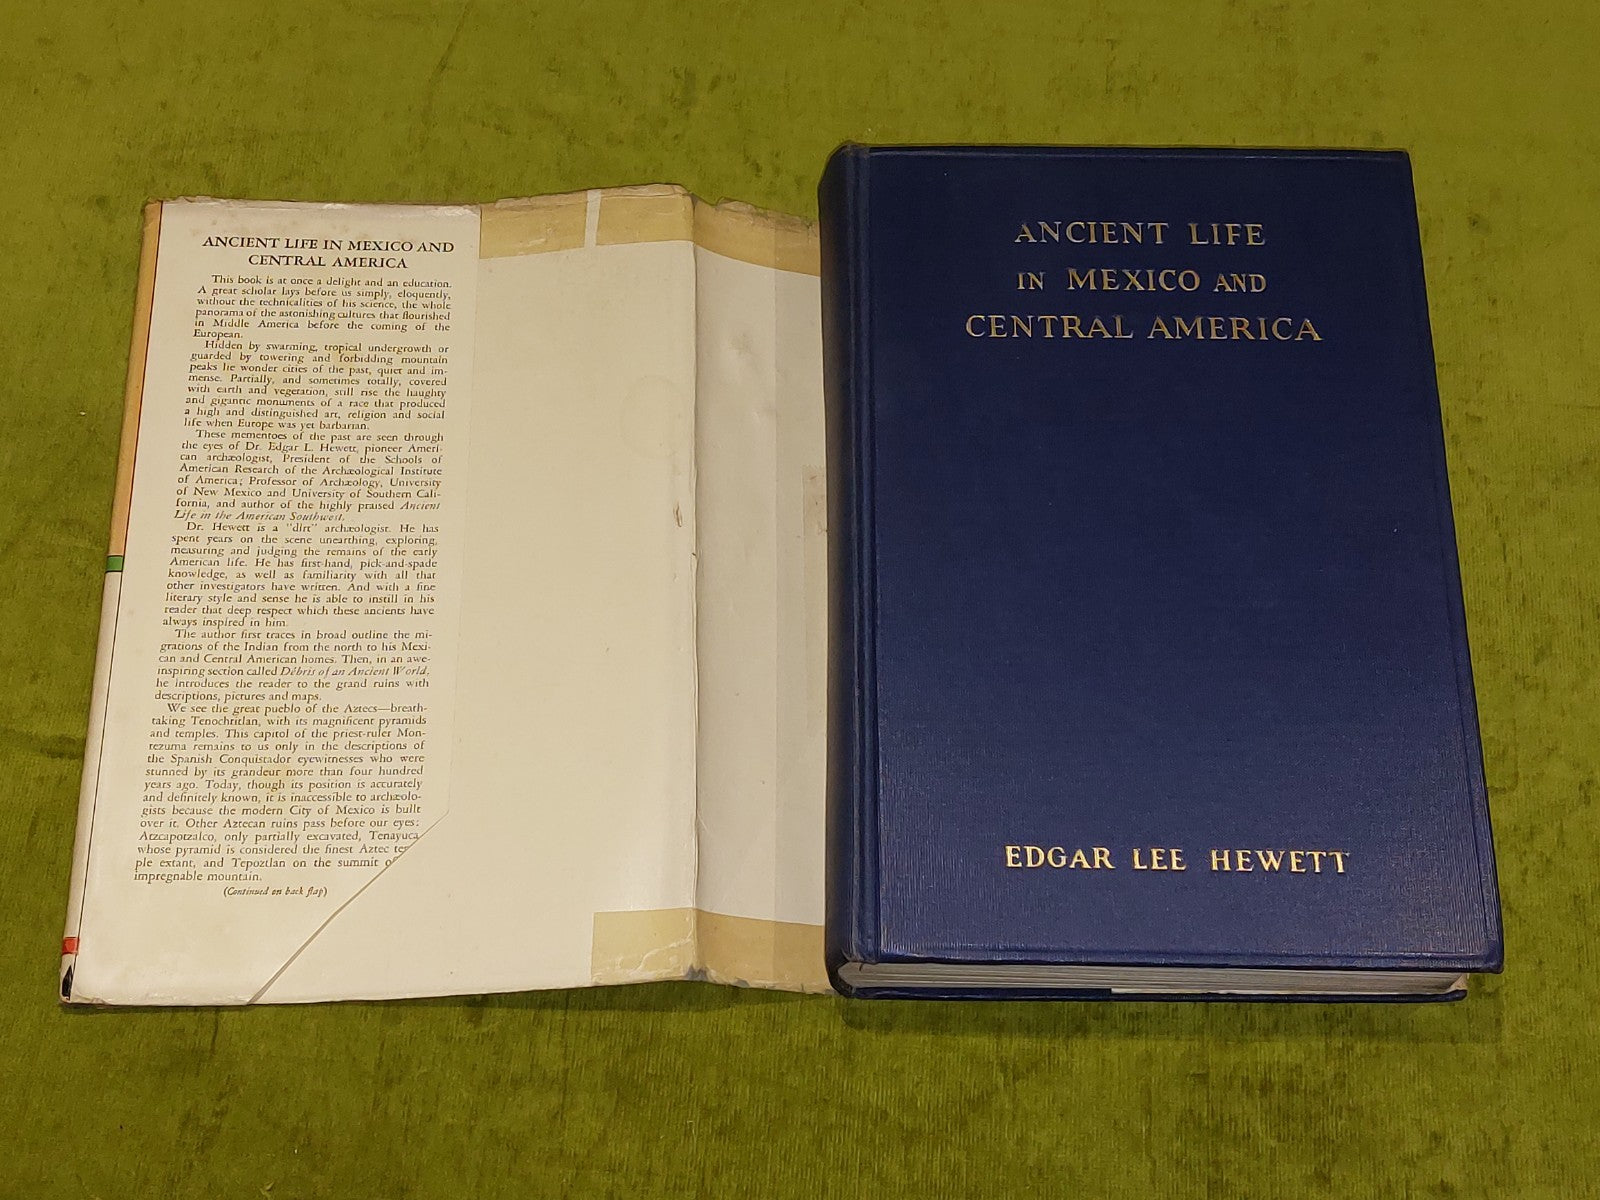 ANCIENT LIFE IN MEXICO AND
CENTRAL AMERICA
This book is at once a delight and an education.
A great scholar lays before us simply, eloquently,
without the technicalities of his science, the whole
panorama of the astonishing cultures that flourished
in Middle America before the coming of the
European.
Hidden by swarming, tropical undergrowth or
guarded by towering and forbidding mountain
peaks lie wonder cities of the past, quiet and im-
mense. Partially, and sometimes totally, covered
with earth and vegetation, still rise the haughty
and gigantic monuments of a race that produced
a high and distinguished art, religion and social
life when Europe was yet barbarian.
These mementoes of the past are seen through
the eyes of Dr. Edgar L. Hewett, pioneer Ameri-
can archæologist, President of the Schools of
American Research of the Archæological Institute
of America; Professor of Archæology, University
of New Mexico and University of Southern Cali-
fornia, and author of the highly praised Ancient
Life in the American Southwest.
Dr. Hewett is a "dirt" archæologist. He has
spent years on the scene unearthing, exploring,
measuring and judging the remains of the early
American life. He has first-hand, pick-and-spade
knowledge, as well as familiarity with all that
other investigators have written. And with a fine
literary style and sense he is able to instill in his
reader that deep respect which these ancients have
always inspired in him.
The author first traces in broad outline the mi-
grations of the Indian from the north to his Mexi-
can and Central American homes. Then, in an awe-
inspiring section called Débris of an Ancient World,
he introduces the reader to the grand ruins with
descriptions, pictures and maps.
We see the great pueblo of the Aztecs—breath-
taking Tenochtitlan, with its magnificent pyramids
and temples. This capitol of the priest-ruler Mon-
tezuma remains to us only in the descriptions of
the Spanish Conquistador eyewitnesses who were
stunned by its grandeur more than four hundred
years ago. Today, though its position is accurately
and definitely known, it is inaccessible to archæolo-
gists because the modern City of Mexico is built
over it. Other Aztecan ruins pass before our eyes:
Atzcapotzalco, only partially excavated, Tenayuca
whose pyramid is considered the finest Aztec tem-
ple extant, and Tepoztlan on the summit o
impregnable mountain.
(Continued on back flap)
ANCIENT LIFE
IN MEXICO AND
CENTRAL AMERICA
EDGAR LEE HEWETT